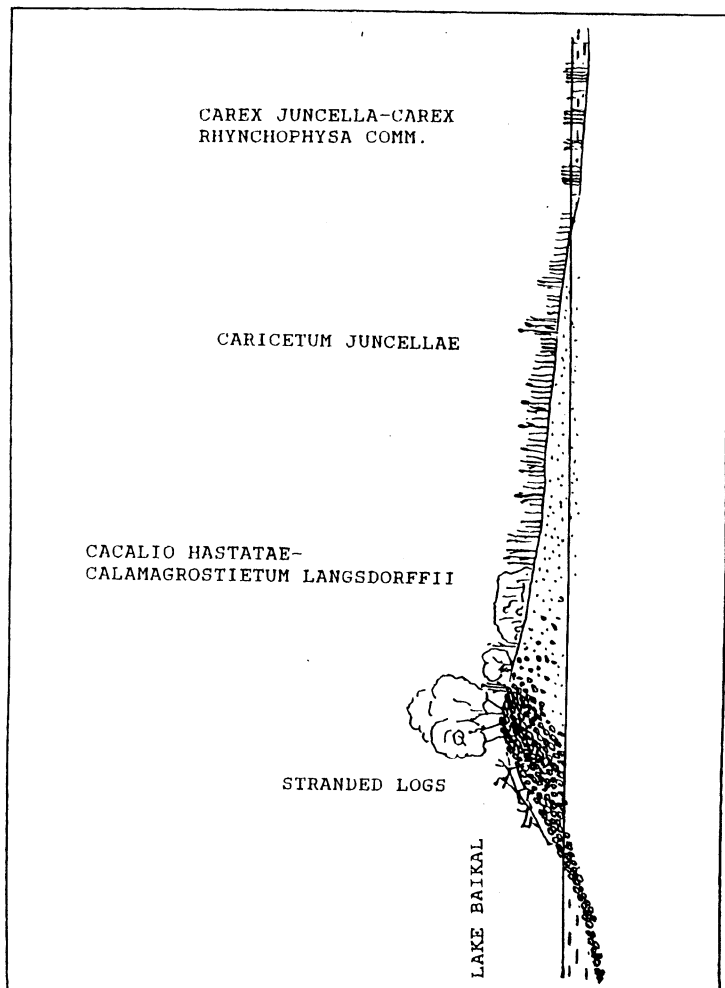 CAREX JUNCELLA-CAREX
RHYNCHOPHYSA COMM.
CARICETUM JUNCELLAE
CACALIO HASTATAE-
CALAMAGROSTIETUM LANGSDORFFII
STRANDED LOGS
LAKE BAIKAL